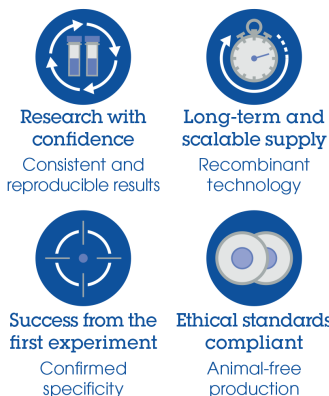 Research with
confidence
Consistent and
reproducible results
Long-term and
scalable supply
Recombinant
technology
Success from the
first experiment
Confirmed
specificity
Ethical standards
compliant
Animal-free
production